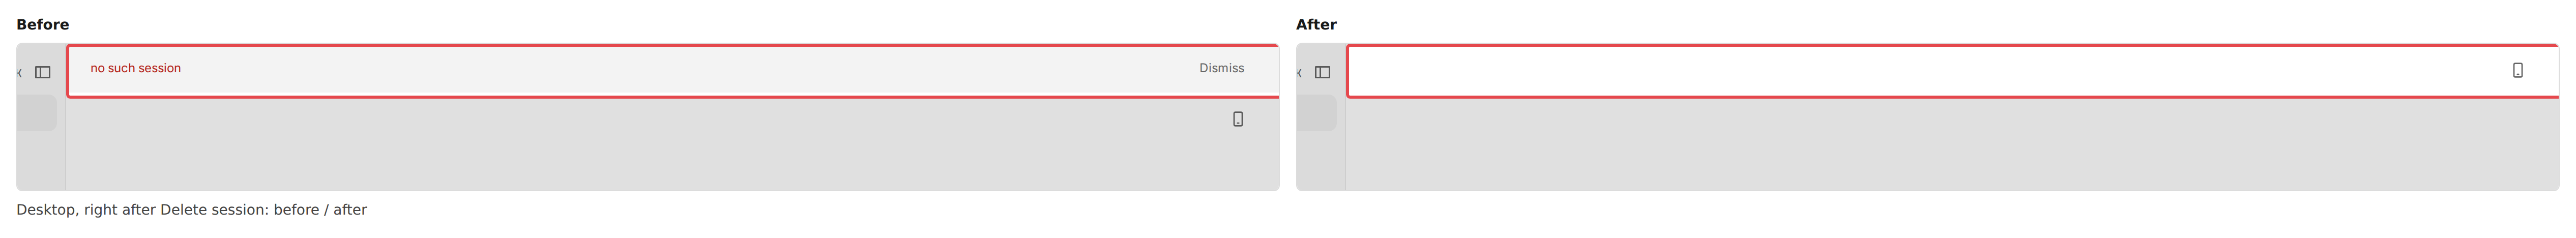 Before
After
no such session
Dismiss
Desktop, right after Delete session: before / after